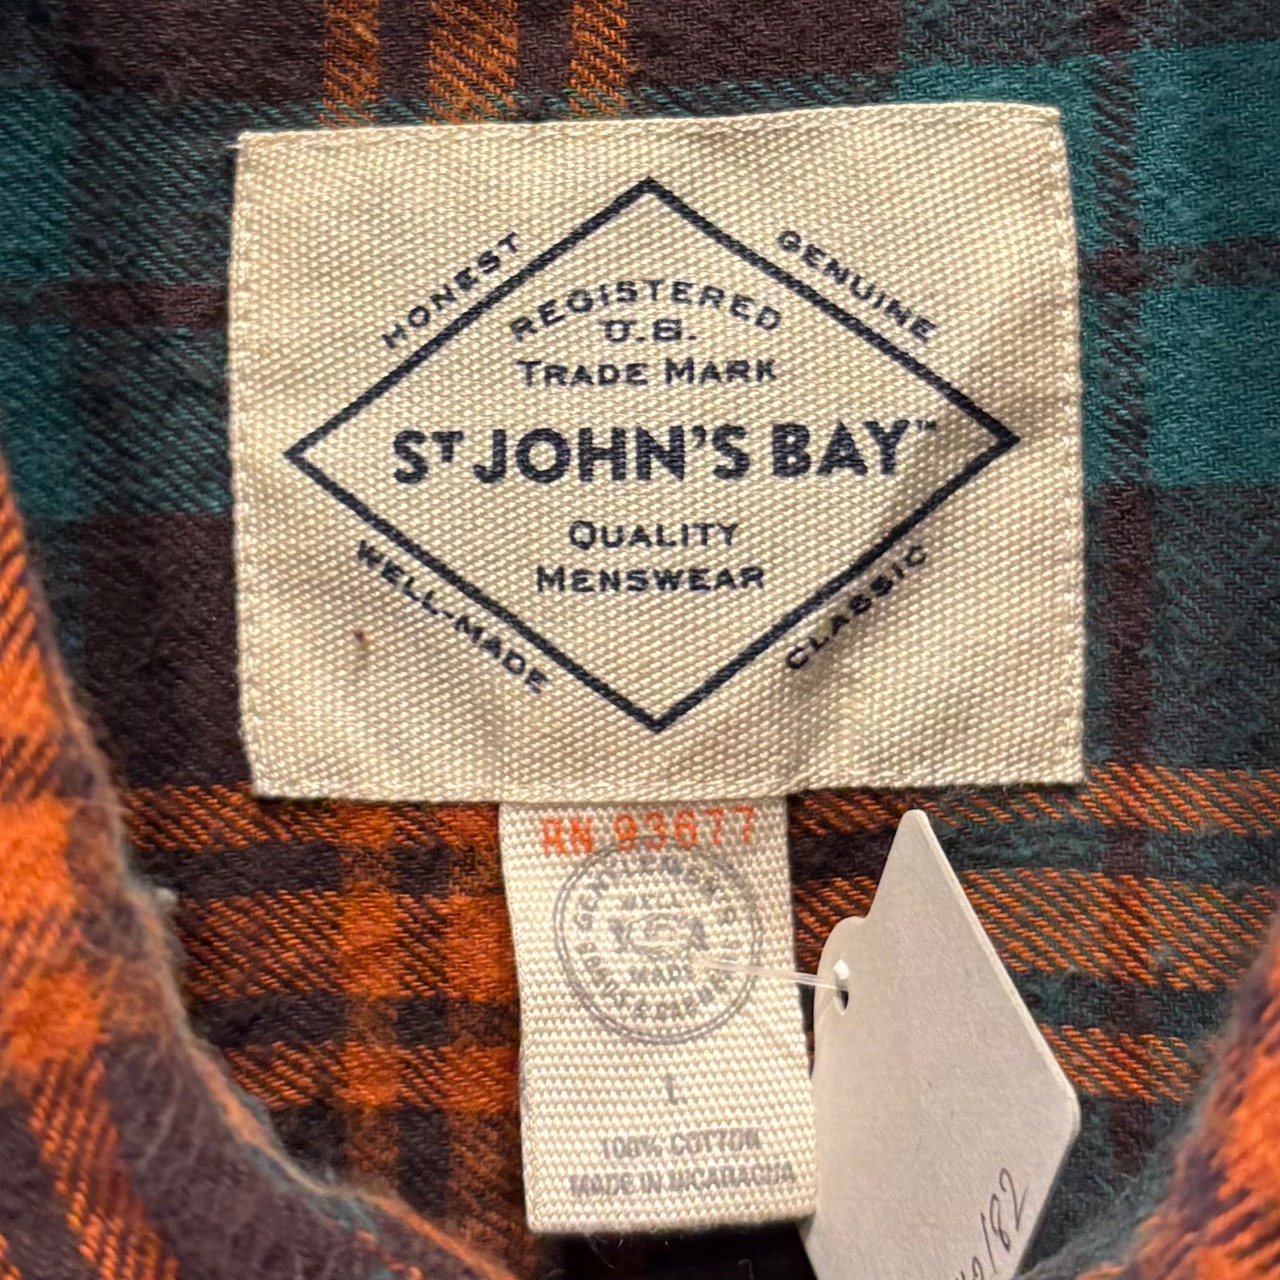 HONEST
GENUINE
REGISTERED
U.S.
TRADE MARK
ST JOHN'S BAY™
QUALITY
MENSWEAR
WELL-MADE
CLASSIC
RN 93677
MADE
L
100% COTTON
MADE IN NICARAGUA